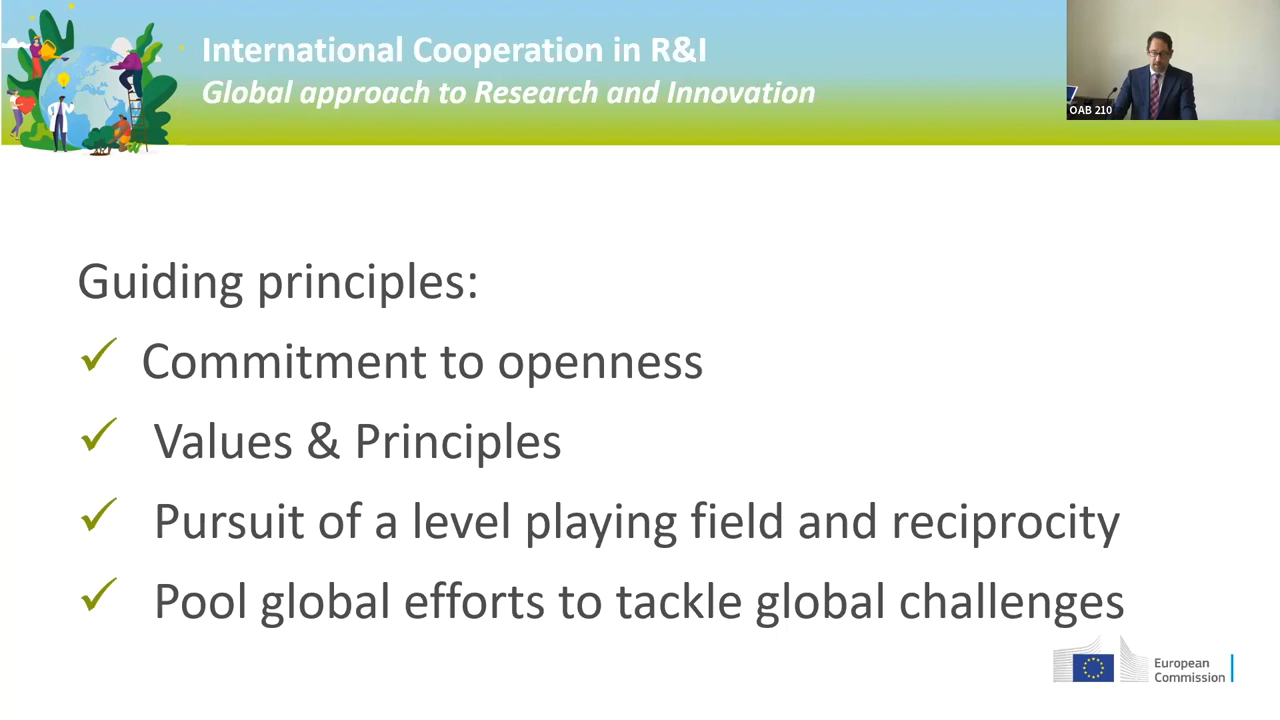 International Cooperation in R&I
Global approach to Research and Innovation
OAB 210
Guiding principles:
✓ Commitment to openness
✓ Values & Principles
✓ Pursuit of a level playing field and reciprocity
✓ Pool global efforts to tackle global challenges
European
Commission